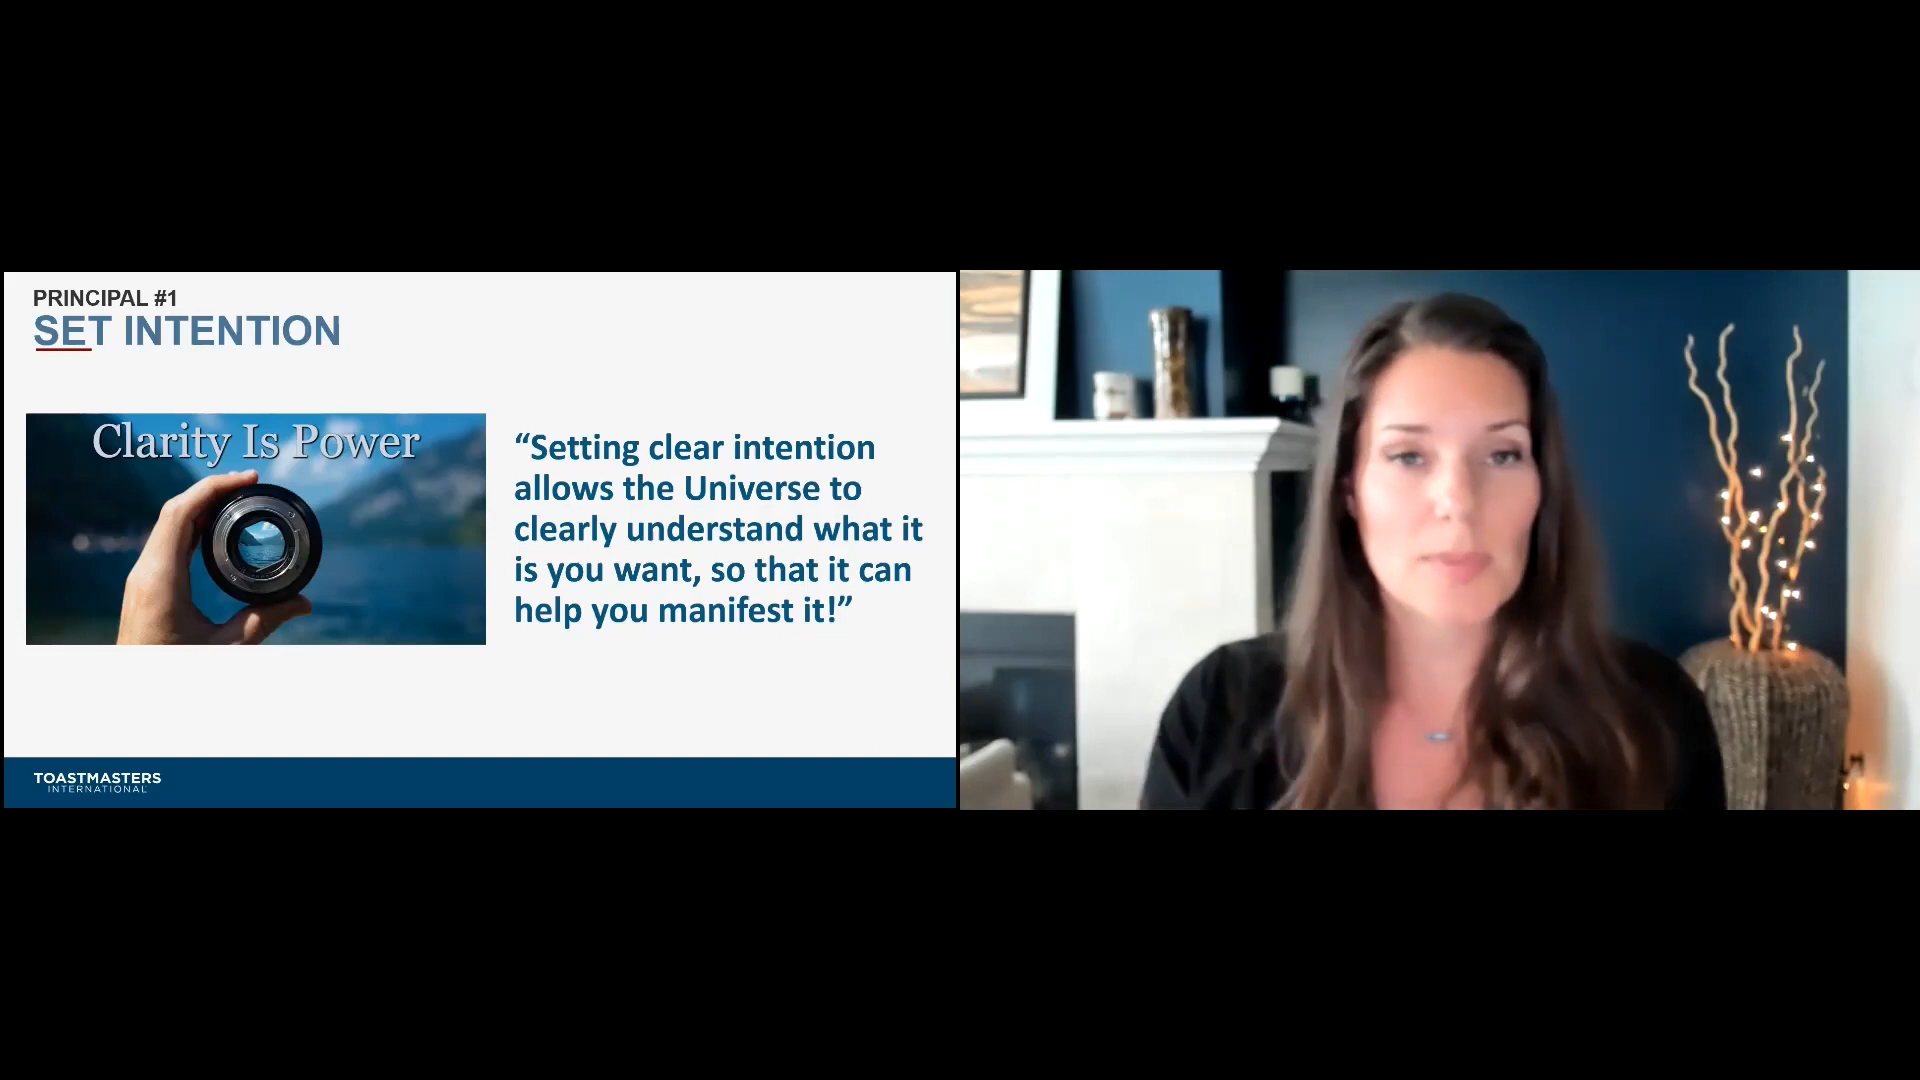 PRINCIPAL #1
SET INTENTION
Clarity Is Power
“Setting clear intention
allows the Universe to
clearly understand what it
is you want, so that it can
help you manifest it!”
TOASTMASTERS
INTERNATIONAL